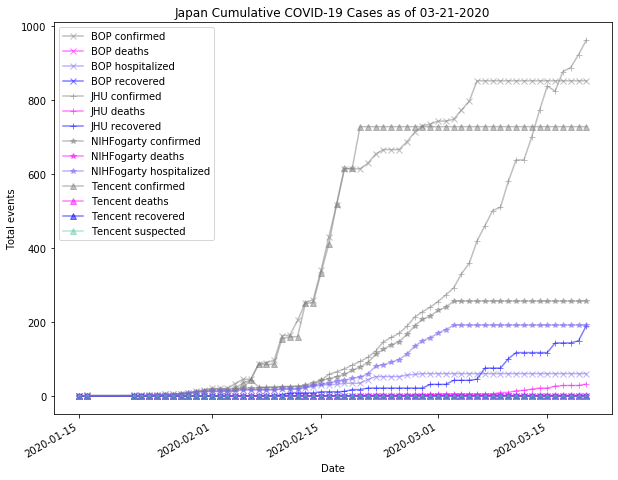 Japan Cumulative COVID-19 Cases as of 03-21-2020
1000
800
600
400
200
0
Total events
BOP confirmed
BOP deaths
BOP hospitalized
BOP recovered
JHU confirmed
JHU deaths
JHU recovered
NIHFogarty confirmed
NIHFogarty deaths
NIHFogarty hospitalized
Tencent confirmed
Tencent deaths
Tencent recovered
Tencent suspected
2020-01-15
2020-02-01
2020-02-15
2020-03-01
2020-03-15
Date